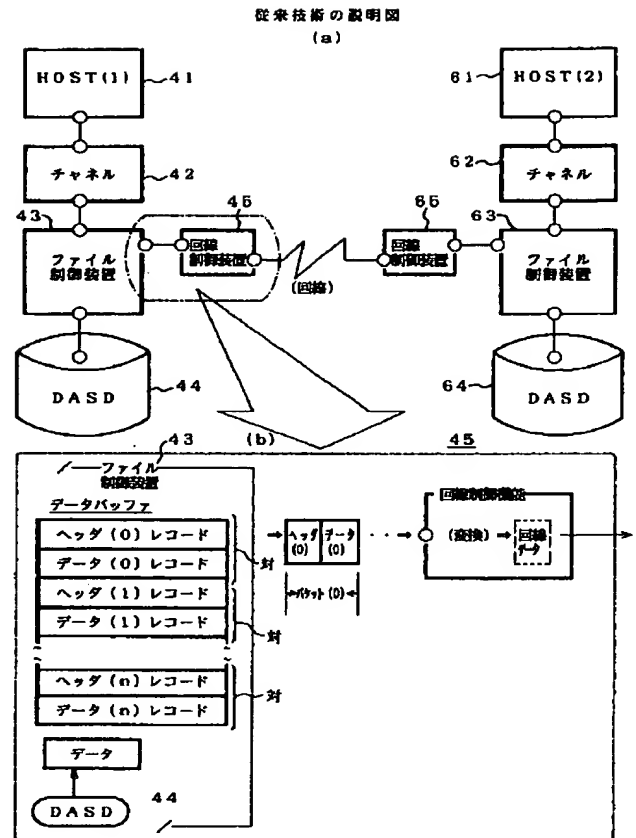 従来技術の説明図
(a)
HOST(1)
41
HOST(2)
61
チャネル
42
チャネル
62
43
ファイル
制御装置
45
回線
制御装置
(回線)
65
回線
制御装置
63
ファイル
制御装置
DASD
44
DASD
64
(b)
43
45
ファイル
制御装置
データバッファ
ヘッダ(0)レコード
データ(0)レコード
対
ヘッダ(1)レコード
データ(1)レコード
対
ヘッダ(n)レコード
データ(n)レコード
対
データ
DASD
44
ヘッダ
(0)
データ
(0)
パケット(0)
回線制御機能
(変換)
回線
データ